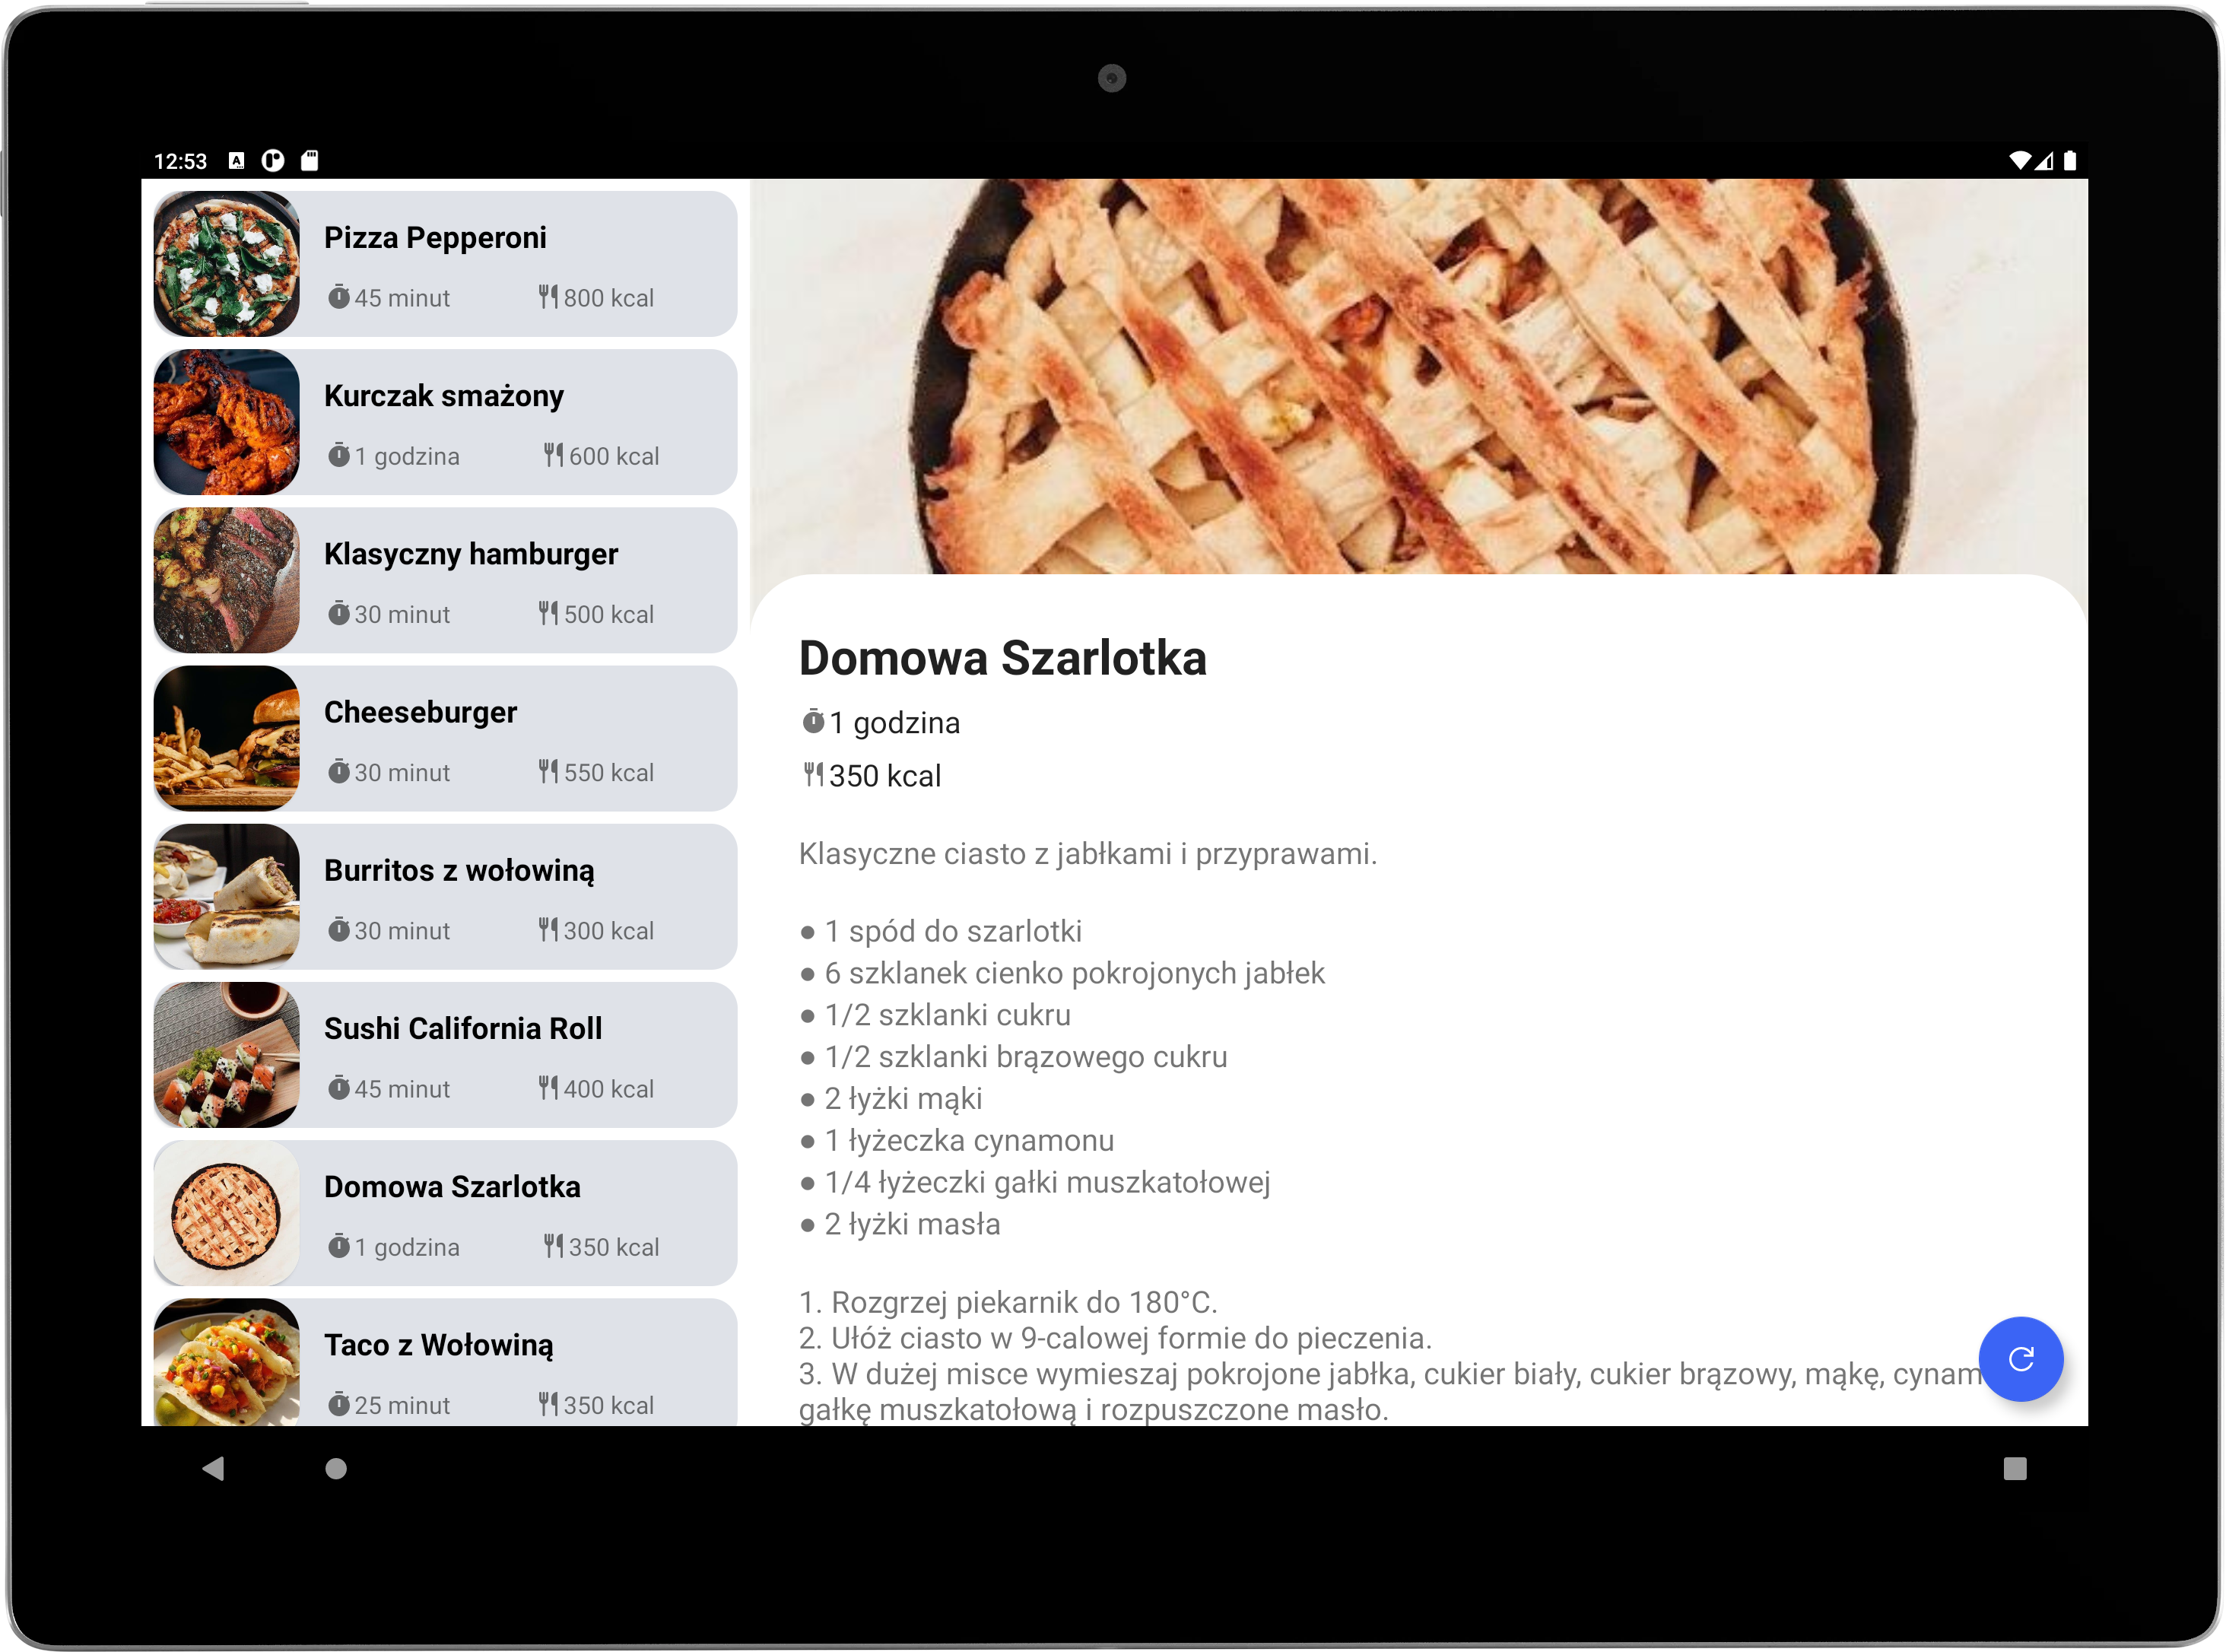 12:53
Pizza Pepperoni
45 minut 800 kcal
Kurczak smażony
1 godzina 600 kcal
Klasyczny hamburger
30 minut 500 kcal
Cheeseburger
30 minut 550 kcal
Burritos z wołowiną
30 minut 300 kcal
Sushi California Roll
45 minut 400 kcal
Domowa Szarlotka
1 godzina 350 kcal
Taco z Wołowiną
25 minut 350 kcal
Domowa Szarlotka
1 godzina
350 kcal
Klasyczne ciasto z jabłkami i przyprawami.
● 1 spód do szarlotki
● 6 szklanek cienko pokrojonych jabłek
● 1/2 szklanki cukru
● 1/2 szklanki brązowego cukru
● 2 łyżki mąki
● 1 łyżeczka cynamonu
● 1/4 łyżeczki gałki muszkatołowej
● 2 łyżki masła
1. Rozgrzej piekarnik do 180°C.
2. Ułóż ciasto w 9-calowej formie do pieczenia.
3. W dużej misce wymieszaj pokrojone jabłka, cukier biały, cukier brązowy, mąkę, cynam
gałkę muszkatołową i rozpuszczone masło.